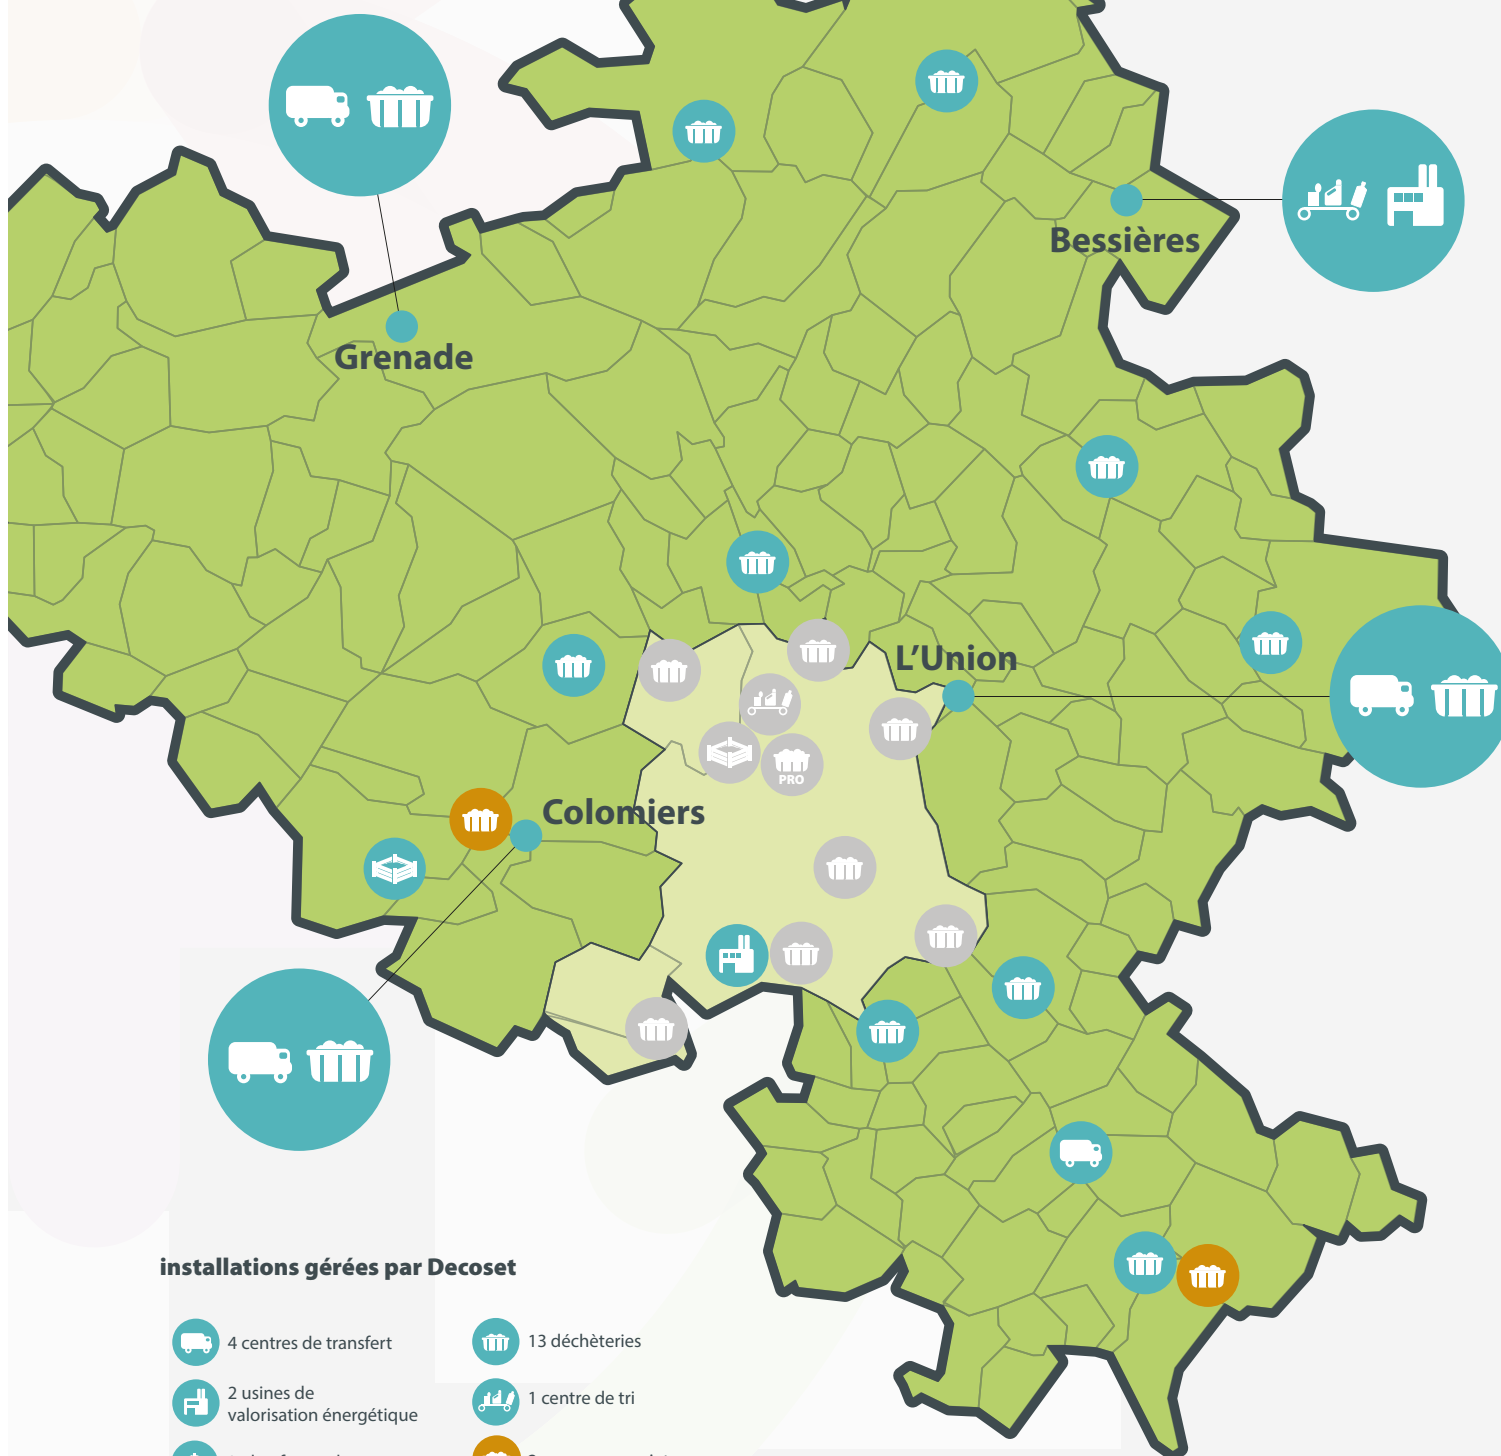 Bessières
Grenade
L'Union
PRO
Colomiers
installations gérées par Decoset
4 centres de transfert
13 déchèteries
2 usines de
valorisation énergétique
1 centre de tri